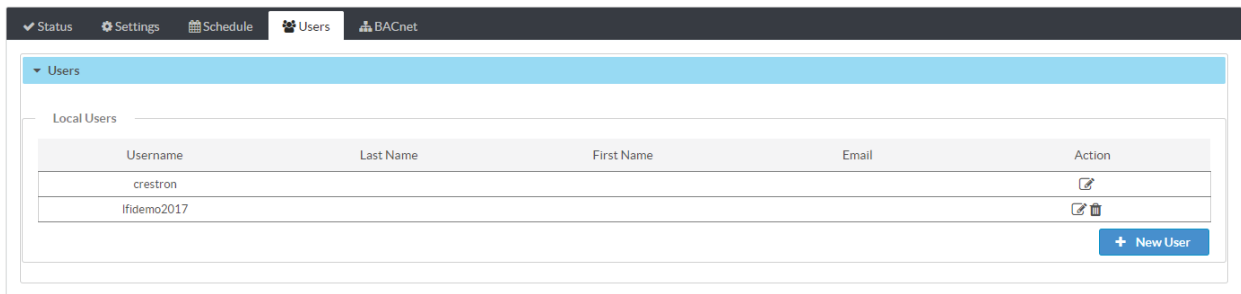 Status Settings Schedule Users BACnet
Users
Local Users
Username Last Name First Name Email Action
crestron
lfidemo2017
+ New User